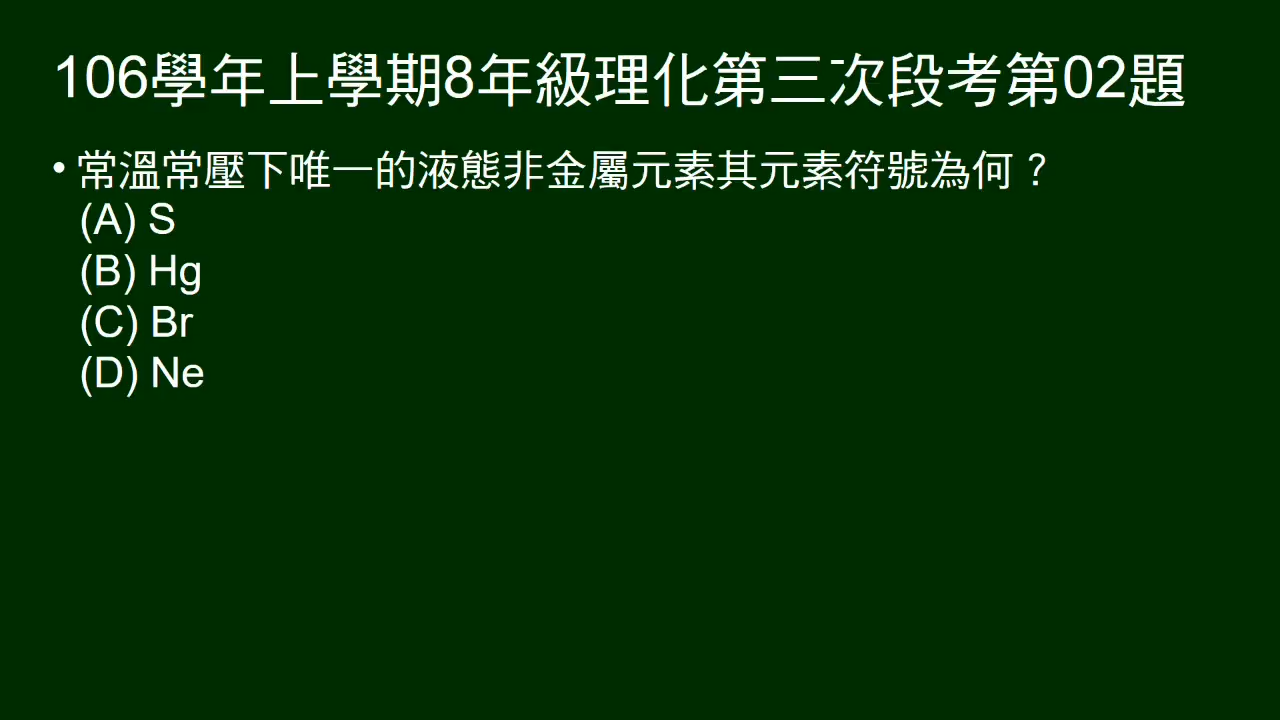 106學年上學期8年級理化第三次段考第02題
• 常溫常壓下唯一的液態非金屬元素其元素符號為何？
(A) S
(B) Hg
(C) Br
(D) Ne